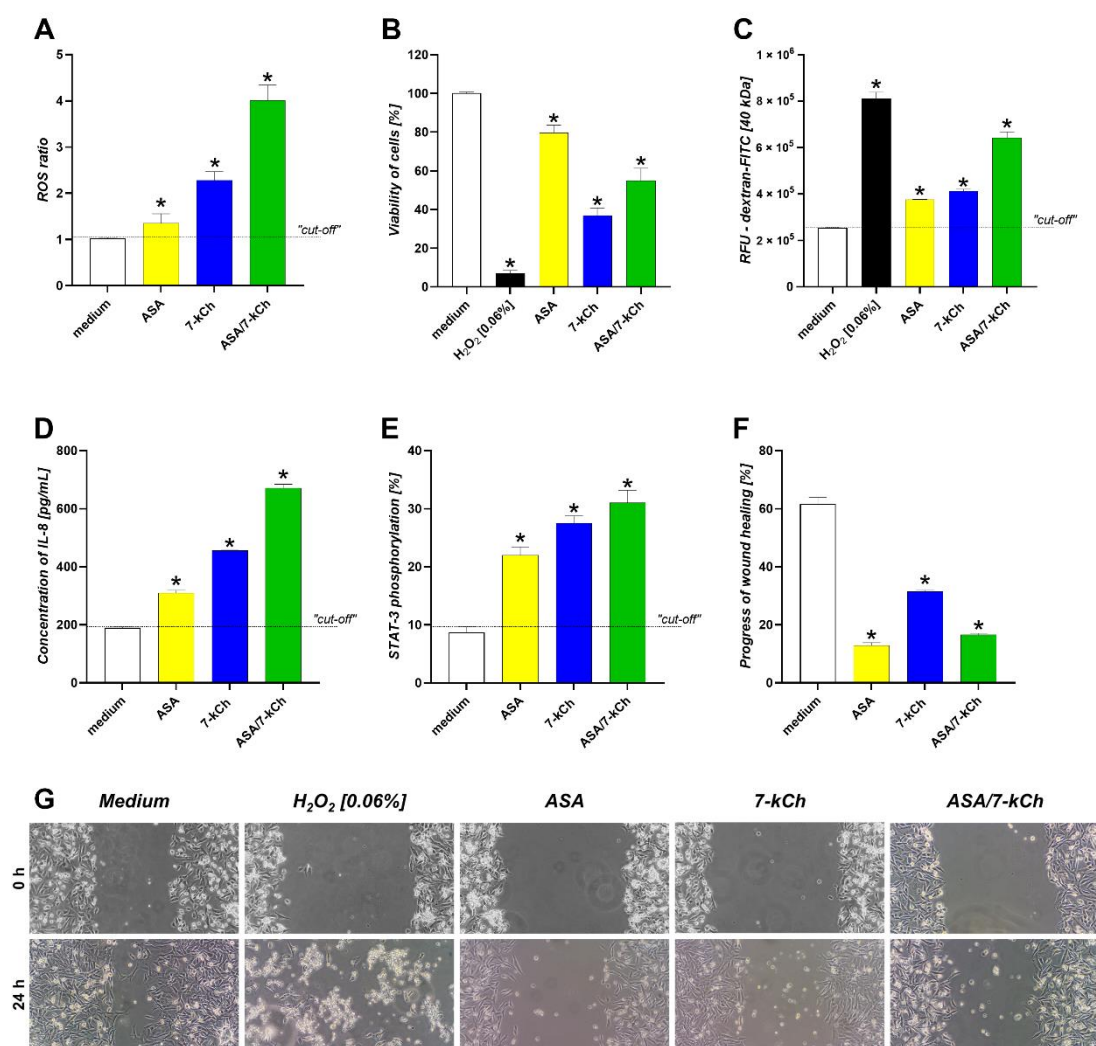 A
ROS ratio
5
4
3
2
1
0
"cut-off"
medium
ASA
7-kCh
ASA/7-kCh
*
*
*
B
Viability of cells [%]
120
100
80
60
40
20
0
medium
H₂O₂ [0.06%]
ASA
7-kCh
ASA/7-kCh
*
*
*
*
C
RFU - dextran-FITC [40 kDa]
1 × 10⁶
8 × 10⁵
6 × 10⁵
4 × 10⁵
2 × 10⁵
0
"cut-off"
medium
H₂O₂ [0.06%]
ASA
7-kCh
ASA/7-kCh
*
*
*
*
D
Concentration of IL-8 [pg/mL]
800
600
400
200
0
"cut-off"
medium
ASA
7-kCh
ASA/7-kCh
*
*
*
E
STAT-3 phosphorylation [%]
40
30
20
10
0
"cut-off"
medium
ASA
7-kCh
ASA/7-kCh
*
*
*
F
Progress of wound healing [%]
80
60
40
20
0
medium
ASA
7-kCh
ASA/7-kCh
*
*
*
G
Medium H₂O₂ [0.06%] ASA 7-kCh ASA/7-kCh
0 h
24 h